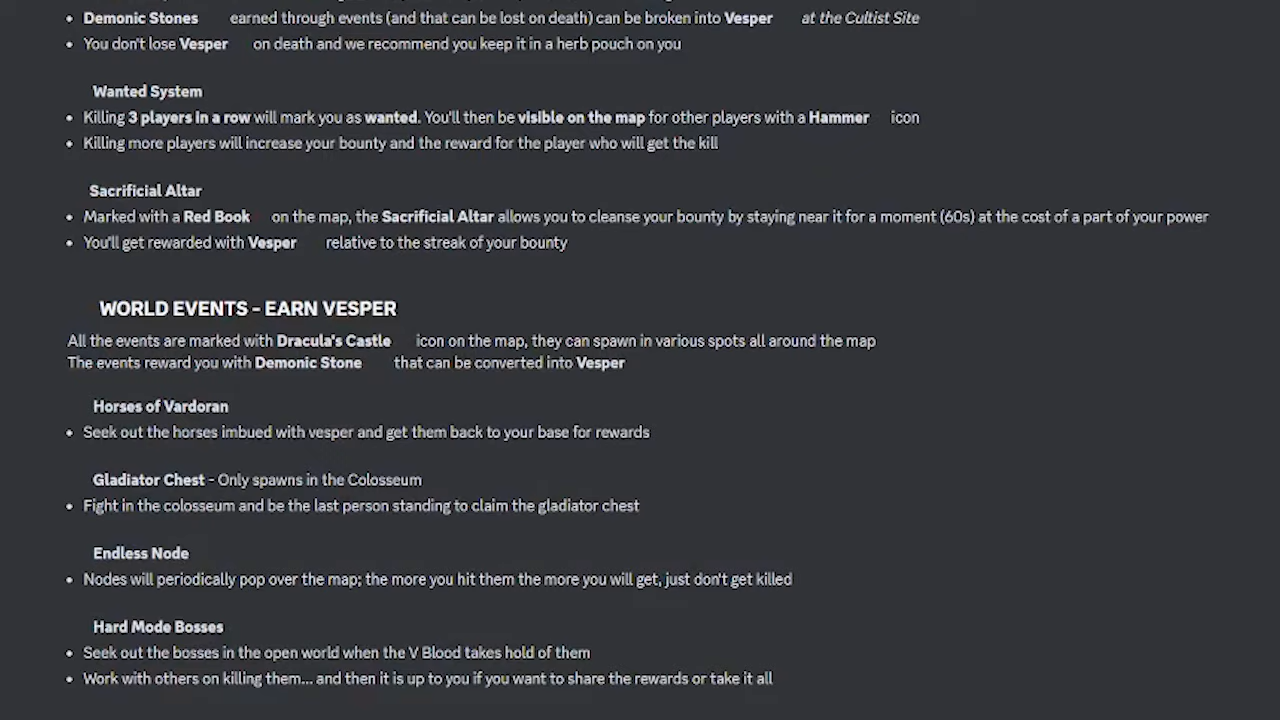 Demonic Stones earned through events (and that can be lost on death) can be broken into Vesper at the Cultist Site
You don't lose Vesper on death and we recommend you keep it in a herb pouch on you
Wanted System
Killing 3 players in a row will mark you as wanted. You'll then be visible on the map for other players with a Hammer icon
Killing more players will increase your bounty and the reward for the player who will get the kill
Sacrificial Altar
Marked with a Red Book on the map, the Sacrificial Altar allows you to cleanse your bounty by staying near it for a moment (60s) at the cost of a part of your power
You'll get rewarded with Vesper relative to the streak of your bounty
WORLD EVENTS - EARN VESPER
All the events are marked with Dracula's Castle icon on the map, they can spawn in various spots all around the map
The events reward you with Demonic Stone that can be converted into Vesper
Horses of Vardoran
Seek out the horses imbued with vesper and get them back to your base for rewards
Gladiator Chest - Only spawns in the Colosseum
Fight in the colosseum and be the last person standing to claim the gladiator chest
Endless Node
Nodes will periodically pop over the map; the more you hit them the more you will get, just don't get killed
Hard Mode Bosses
Seek out the bosses in the open world when the V Blood takes hold of them
Work with others on killing them... and then it is up to you if you want to share the rewards or take it all